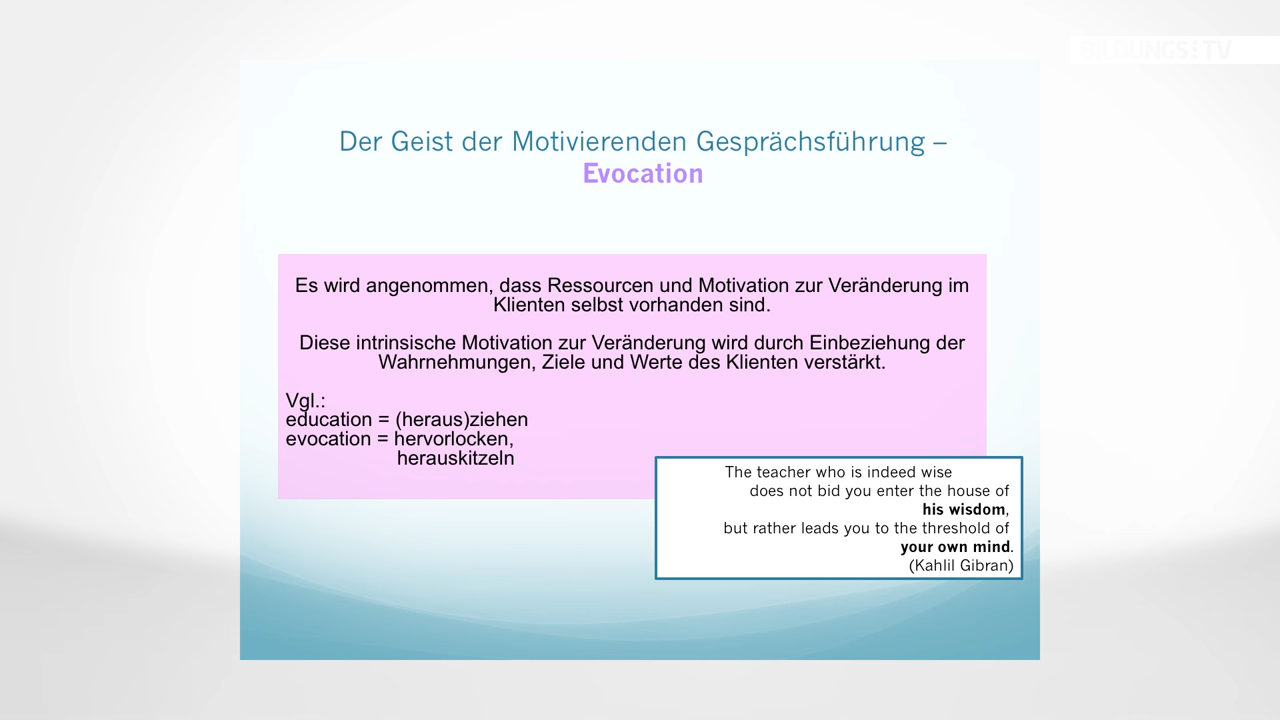 BILDUNGS TV
Der Geist der Motivierenden Gesprächsführung –
Evocation
Es wird angenommen, dass Ressourcen und Motivation zur Veränderung im
Klienten selbst vorhanden sind.
Diese intrinsische Motivation zur Veränderung wird durch Einbeziehung der
Wahrnehmungen, Ziele und Werte des Klienten verstärkt.
Vgl.:
education = (heraus)ziehen
evocation = hervorlocken,
herauskitzeln
The teacher who is indeed wise
does not bid you enter the house of
his wisdom,
but rather leads you to the threshold of
your own mind.
(Kahlil Gibran)